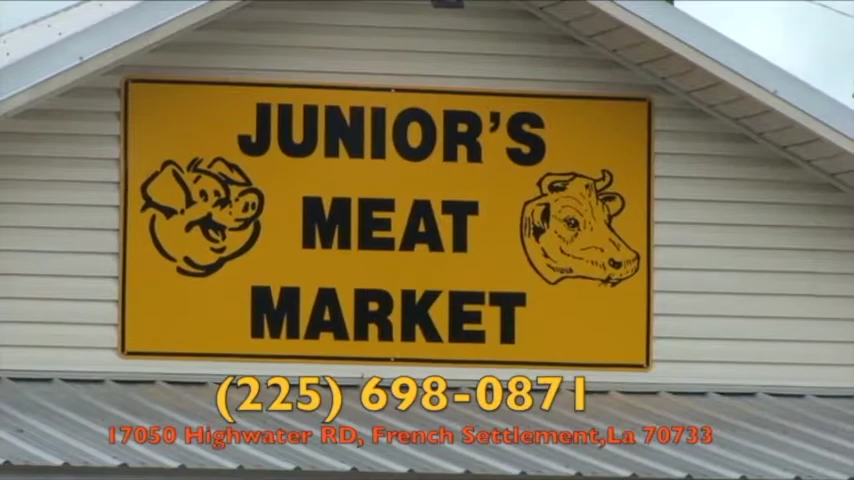 JUNIOR'S
MEAT
MARKET
(225) 698-0871
17050 Highwater RD, French Settlement,La 70733